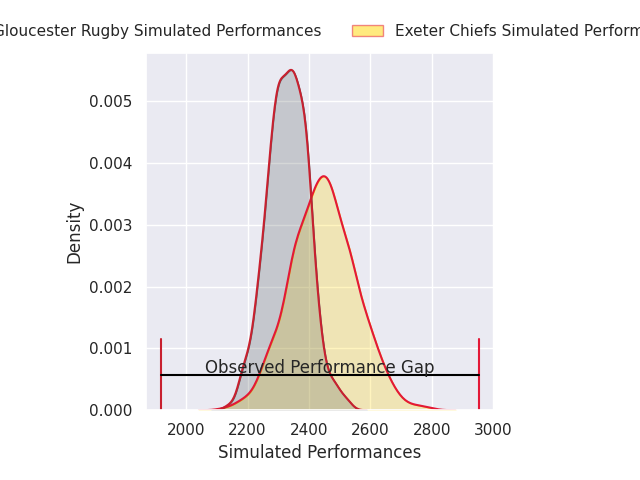 Gloucester Rugby Simulated Performances
Exeter Chiefs Simulated Perform
0.005
0.004
0.003
0.002
0.001
0.000
Density
Observed Performance Gap
2000 2200 2400 2600 2800 3000
Simulated Performances